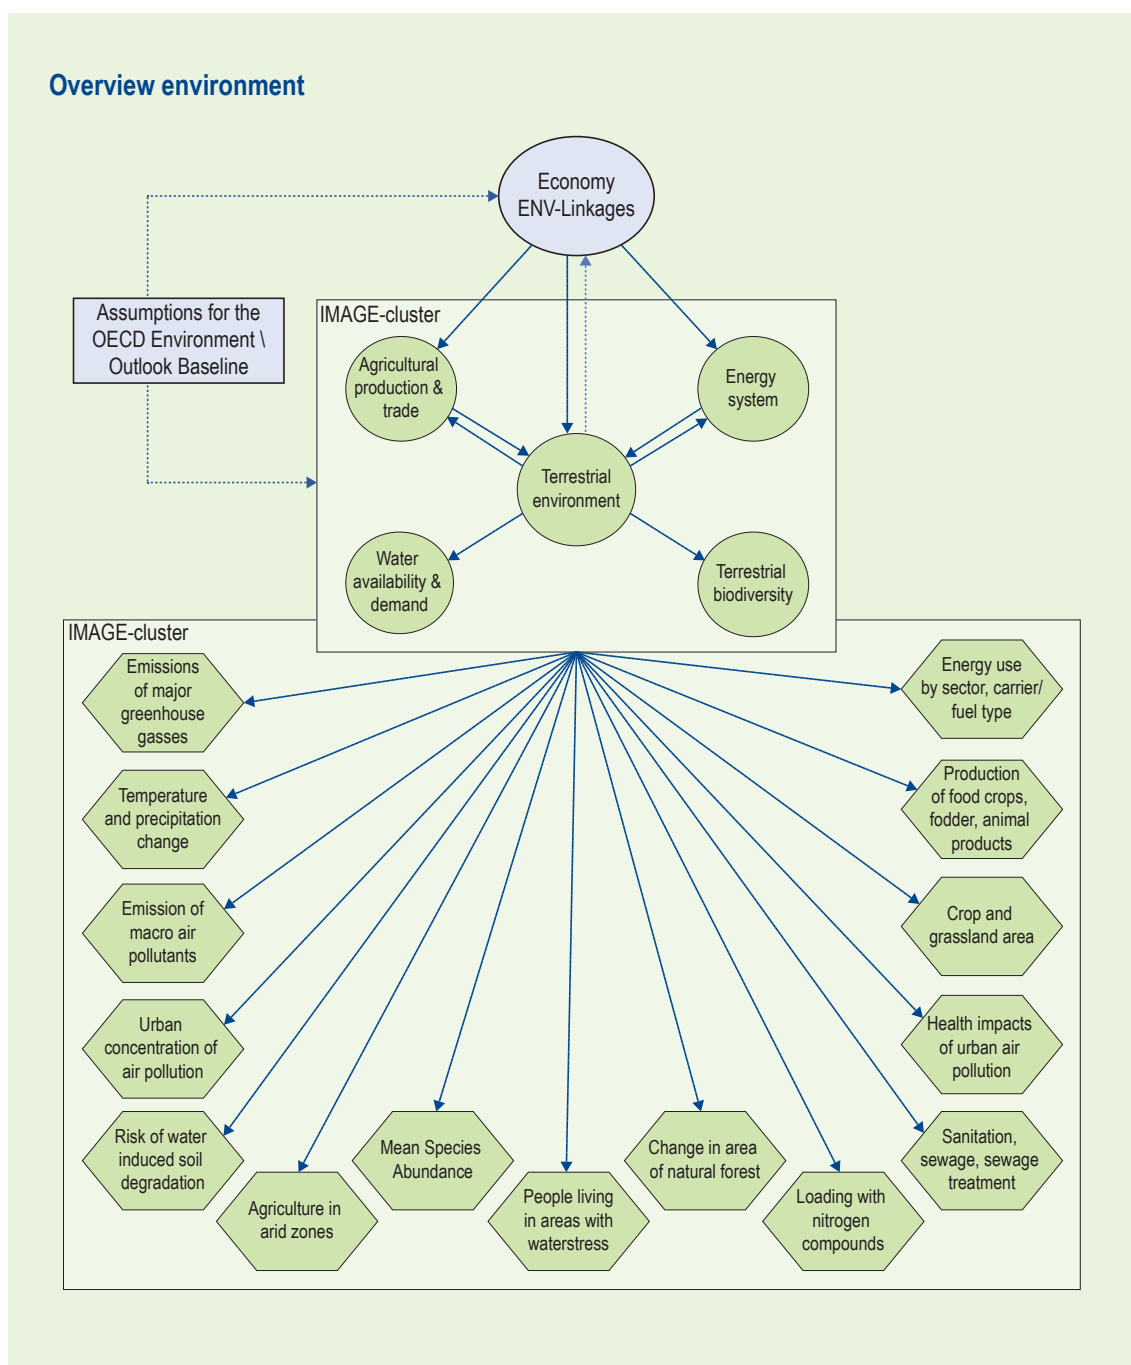 Overview environment
Economy
ENV-Linkages
Assumptions for the
OECD Environment \
Outlook Baseline
IMAGE-cluster
Agricultural
production &
trade
Energy
system
Terrestrial
environment
Water
availability &
demand
Terrestrial
biodiversity
IMAGE-cluster
Emissions
of major
greenhouse
gasses
Energy use
by sector, carrier/
fuel type
Temperature
and precipitation
change
Production
of food crops,
fodder, animal
products
Emission of
macro air
pollutants
Crop and
grassland area
Urban
concentration of
air pollution
Health impacts
of urban air
pollution
Risk of water
induced soil
degradation
Agriculture in
arid zones
Mean Species
Abundance
People living
in areas with
waterstress
Change in area
of natural forest
Loading with
nitrogen
compounds
Sanitation,
sewage, sewage
treatment